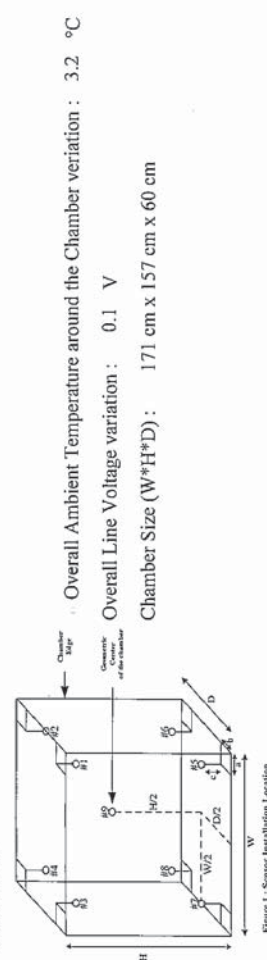 Overall Ambient Temperature around the Chamber veriation : 3.2 °C
Overall Line Voltage variation : 0.1 V
Chamber Size (W*H*D) : 171 cm x 157 cm x 60 cm
Chamber
Edge
Geometric
Center
of the chamber
#2
#1
#4
#3
#9
#6
#5
#8
#7
H
H/2
W/2
D/2
D
W
a
b
c
Figure 1 : Sensor Installation Location